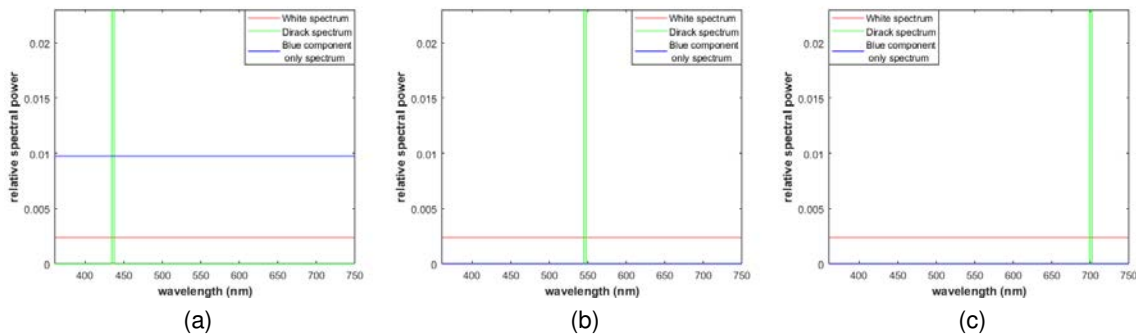 0.02
0.015
0.01
0.005
0
relative spectral power
400 450 500 550 600 650 700 750
wavelength (nm)
White spectrum
Dirack spectrum
Blue component
only spectrum
(a)
0.02
0.015
0.01
0.005
0
relative spectral power
400 450 500 550 600 650 700 750
wavelength (nm)
White spectrum
Dirack spectrum
Blue component
only spectrum
(b)
0.02
0.015
0.01
0.005
0
relative spectral power
400 450 500 550 600 650 700 750
wavelength (nm)
White spectrum
Dirack spectrum
Blue component
only spectrum
(c)